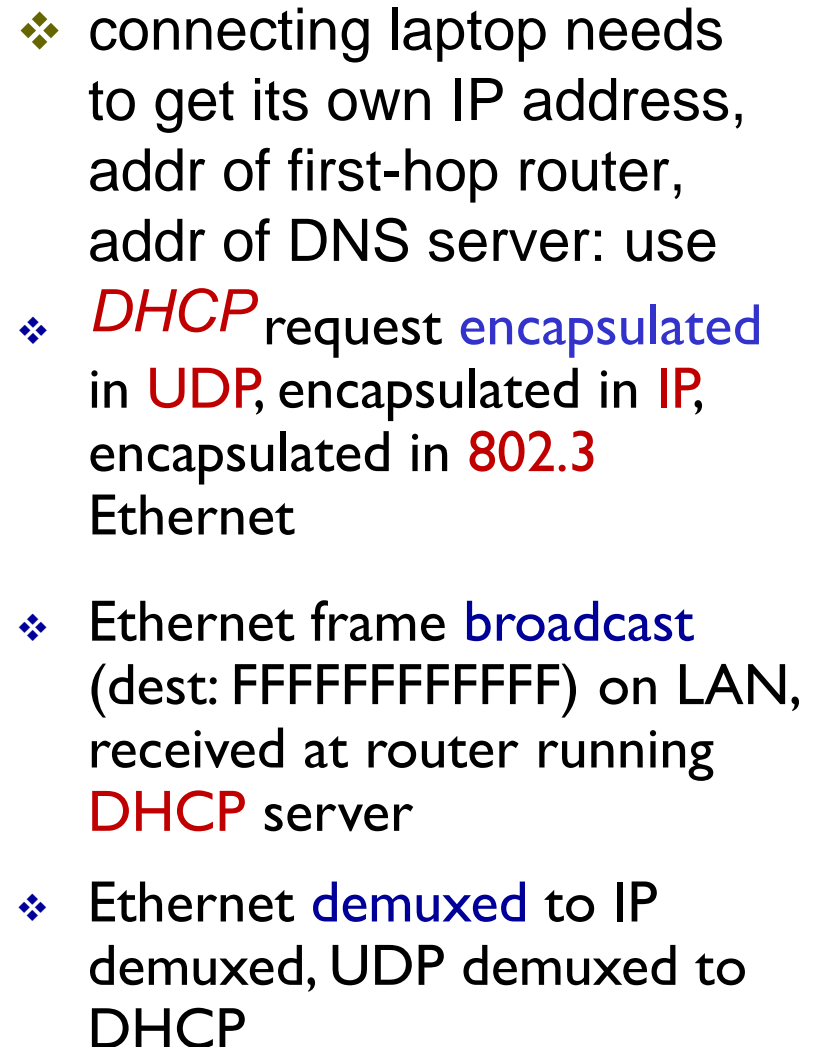 ❖ connecting laptop needs
to get its own IP address,
addr of first-hop router,
addr of DNS server: use
❖ DHCP request encapsulated
in UDP, encapsulated in IP,
encapsulated in 802.3
Ethernet
❖ Ethernet frame broadcast
(dest: FFFFFFFFFFFF) on LAN,
received at router running
DHCP server
❖ Ethernet demuxed to IP
demuxed, UDP demuxed to
DHCP